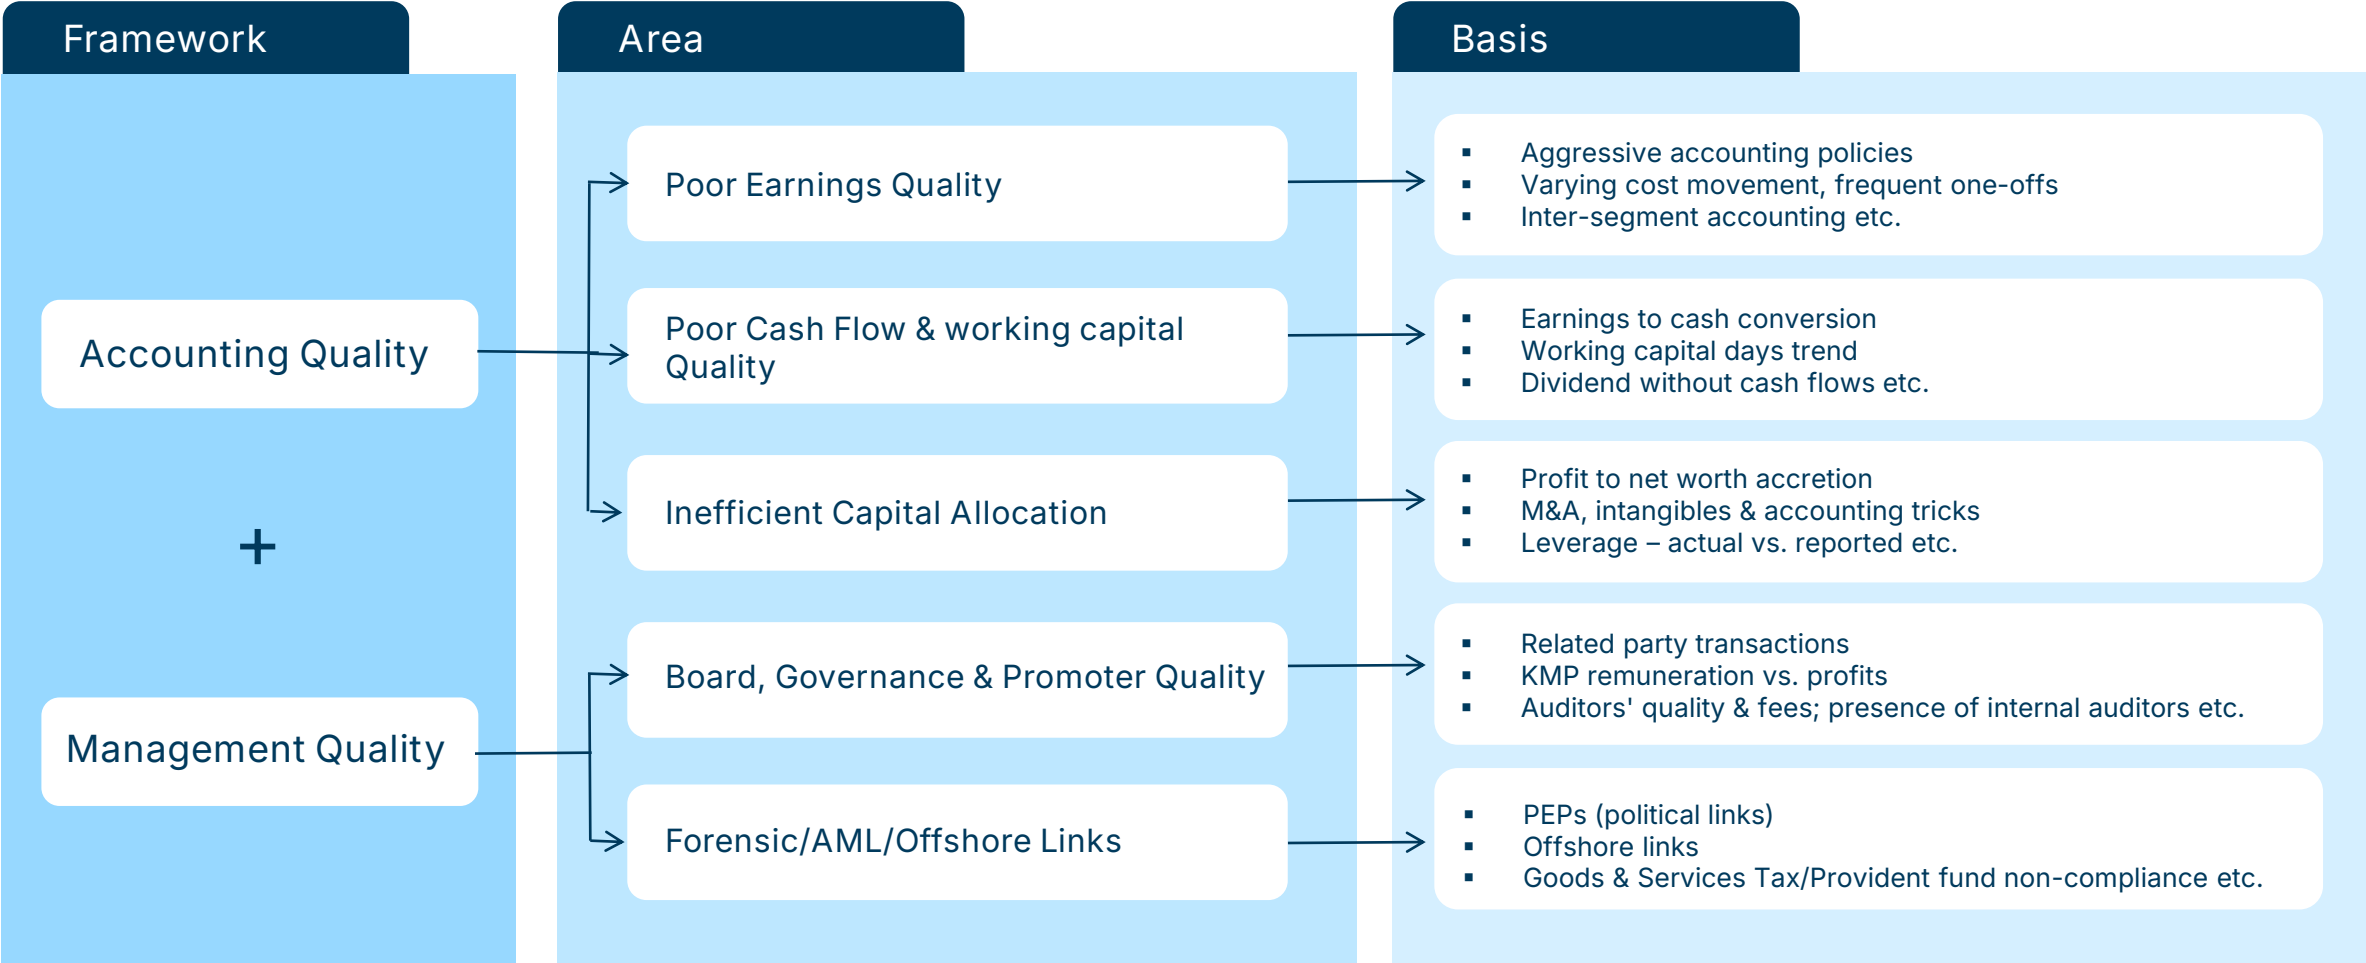 Framework
Area
Basis
Accounting Quality
+
Management Quality
Poor Earnings Quality
Poor Cash Flow & working capital
Quality
Inefficient Capital Allocation
Board, Governance & Promoter Quality
Forensic/AML/Offshore Links
▪ Aggressive accounting policies
▪ Varying cost movement, frequent one-offs
▪ Inter-segment accounting etc.
▪ Earnings to cash conversion
▪ Working capital days trend
▪ Dividend without cash flows etc.
▪ Profit to net worth accretion
▪ M&A, intangibles & accounting tricks
▪ Leverage – actual vs. reported etc.
▪ Related party transactions
▪ KMP remuneration vs. profits
▪ Auditors' quality & fees; presence of internal auditors etc.
▪ PEPs (political links)
▪ Offshore links
▪ Goods & Services Tax/Provident fund non-compliance etc.